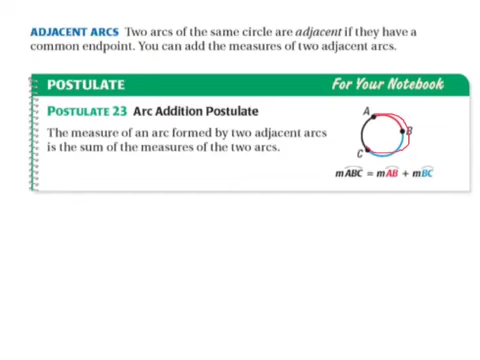 ADJACENT ARCS Two arcs of the same circle are adjacent if they have a
common endpoint. You can add the measures of two adjacent arcs.
POSTULATE For Your Notebook
POSTULATE 23 Arc Addition Postulate
The measure of an arc formed by two adjacent arcs
is the sum of the measures of the two arcs.
A
B
C
mABC = mAB + mBC